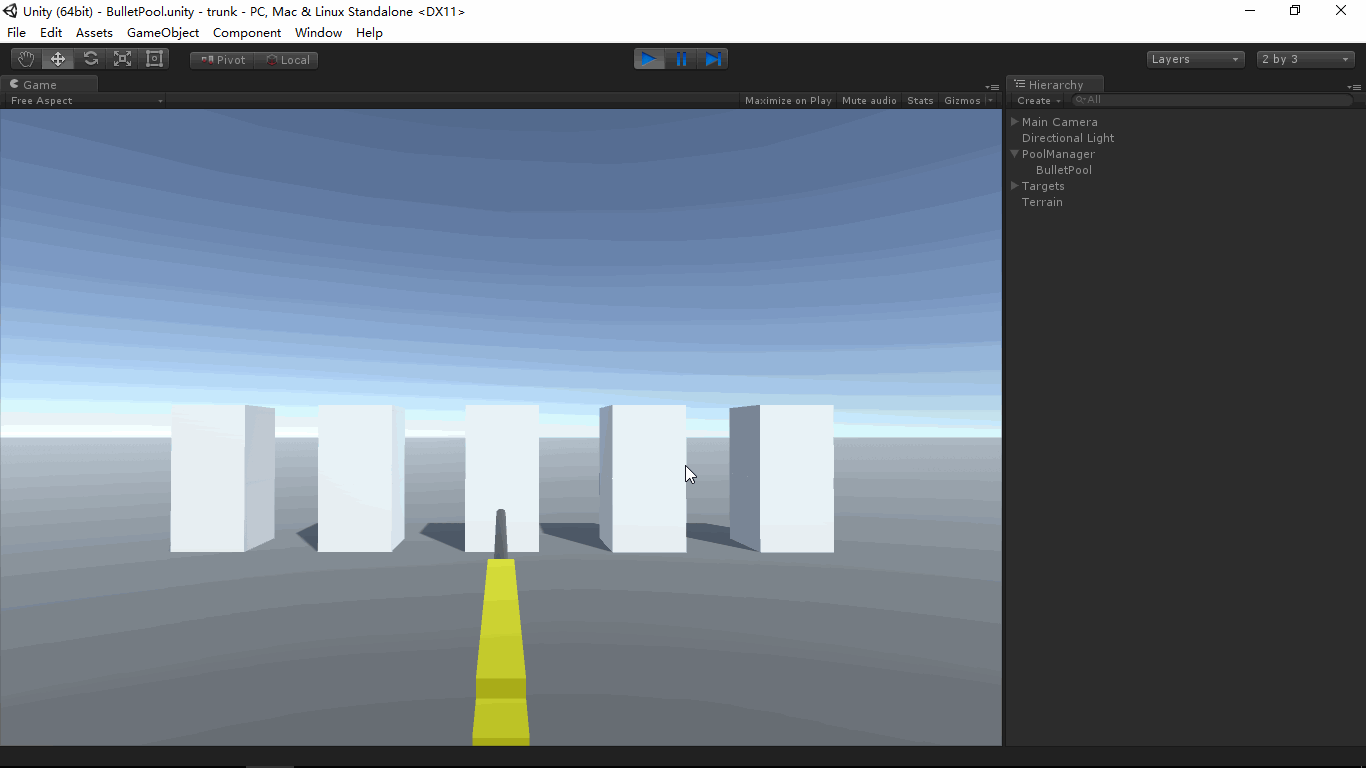 Unity (64bit) - BulletPool.unity - trunk - PC, Mac & Linux Standalone <DX11>
File Edit Assets GameObject Component Window Help
Pivot Local Layers 2 by 3
Game Hierarchy
Free Aspect Maximize on Play Mute audio Stats Gizmos Create All
Main Camera
Directional Light
PoolManager
BulletPool
Targets
Terrain